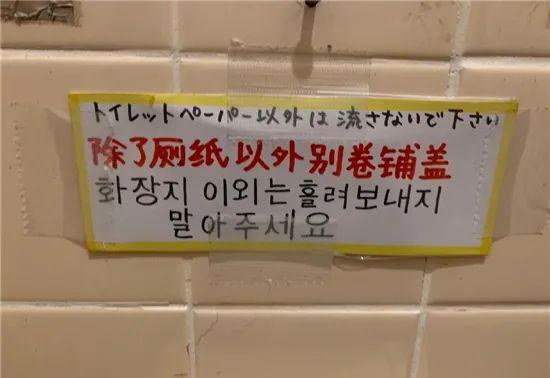 トイレットペーパー以外は流さないで下さい
除了厕纸以外别卷铺盖
화장지 이외는 흘려보내지
말아주세요